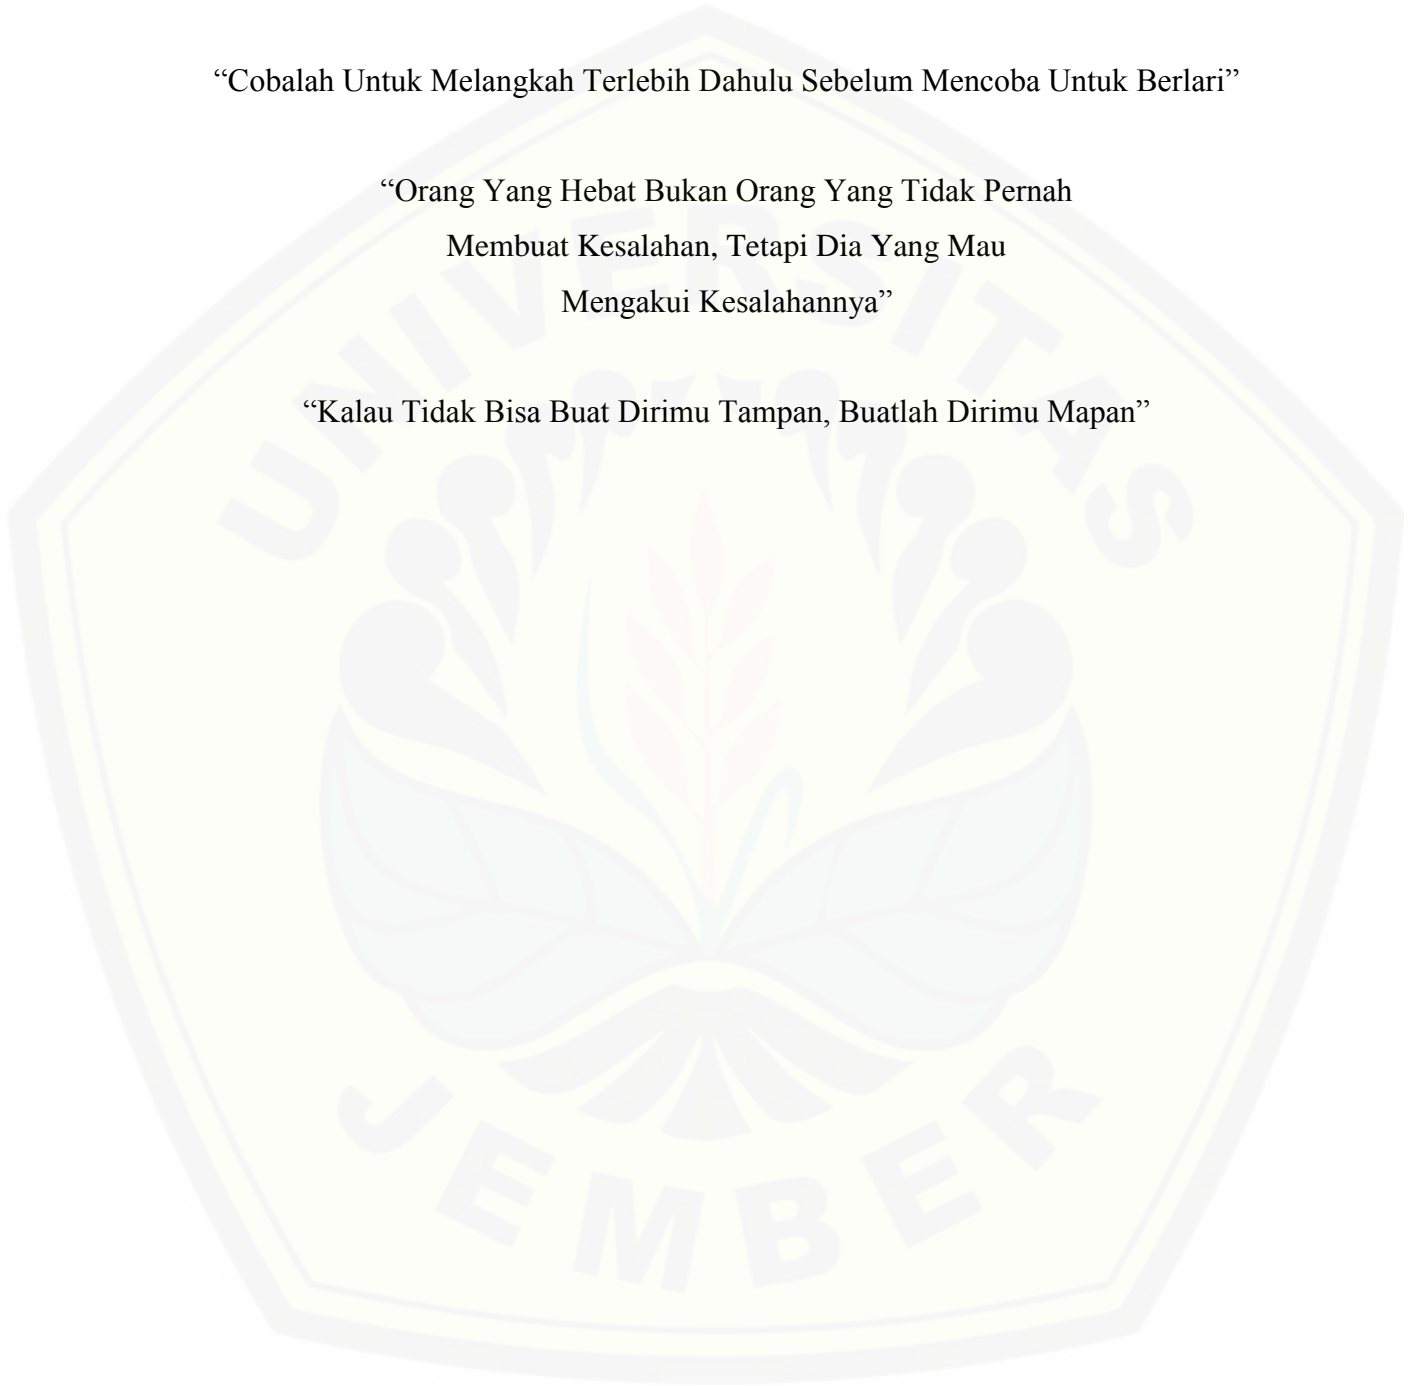 “Cobalah Untuk Melangkah Terlebih Dahulu Sebelum Mencoba Untuk Berlari”
“Orang Yang Hebat Bukan Orang Yang Tidak Pernah
Membuat Kesalahan, Tetapi Dia Yang Mau
Mengakui Kesalahannya”
“Kalau Tidak Bisa Buat Dirimu Tampan, Buatlah Dirimu Mapan”
UNIVERSITAS
JEMBER